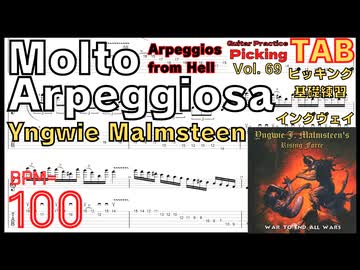 Molto
Arpeggiosa
Arpeggios
from Hell
Guitar Practice
Picking
Vol. 69
TAB
ピッキング
基礎練習
イングヴェイ
Yngwie Malmsteen
BPM=
100
Yngwie J. Malmsteen's
Rising Force
WAR TO END ALL WARS